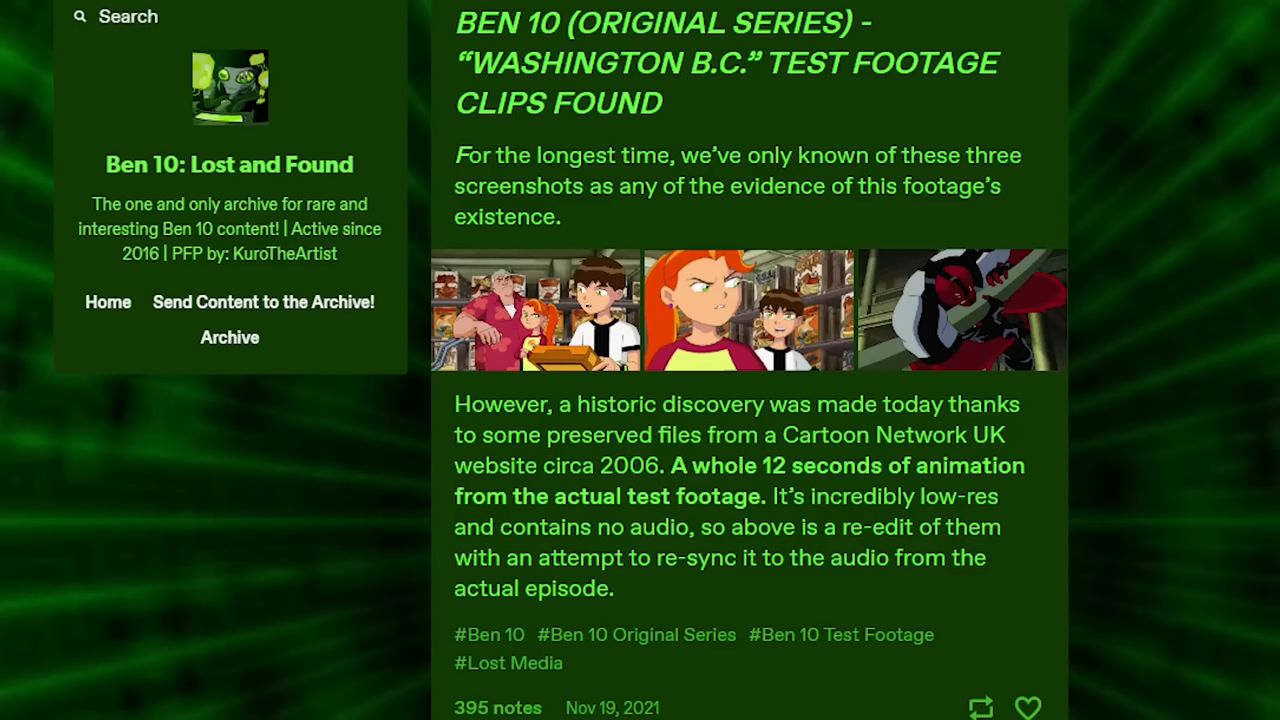 Search
Ben 10: Lost and Found
The one and only archive for rare and
interesting Ben 10 content! | Active since
2016 | PFP by: KuroTheArtist
Home Send Content to the Archive!
Archive
BEN 10 (ORIGINAL SERIES) -
“WASHINGTON B.C.” TEST FOOTAGE
CLIPS FOUND
For the longest time, we’ve only known of these three
screenshots as any of the evidence of this footage’s
existence.
However, a historic discovery was made today thanks
to some preserved files from a Cartoon Network UK
website circa 2006. A whole 12 seconds of animation
from the actual test footage. It’s incredibly low-res
and contains no audio, so above is a re-edit of them
with an attempt to re-sync it to the audio from the
actual episode.
#Ben 10 #Ben 10 Original Series #Ben 10 Test Footage
#Lost Media
395 notes Nov 19, 2021